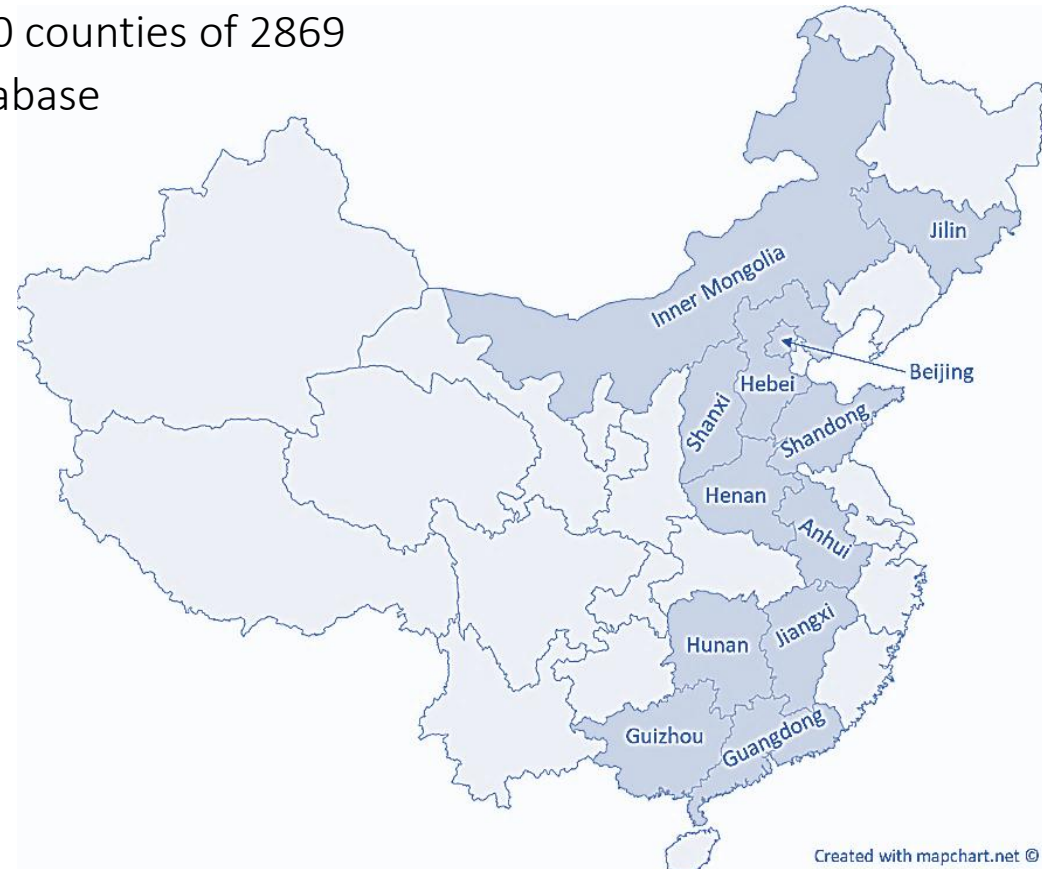 0 counties of 2869
abase
Jilin
Inner Mongolia
Beijing
Hebei
Shanxi
Shandong
Henan
Anhui
Jiangxi
Hunan
Guizhou
Guangdong
Created with mapchart.net ©